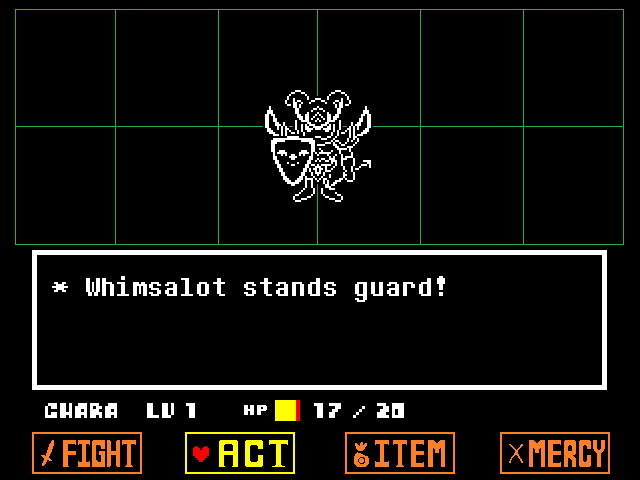 * Whimsalot stands guard!
CHARA LV 1 HP 17 / 20
FIGHT ACT ITEM MERCY